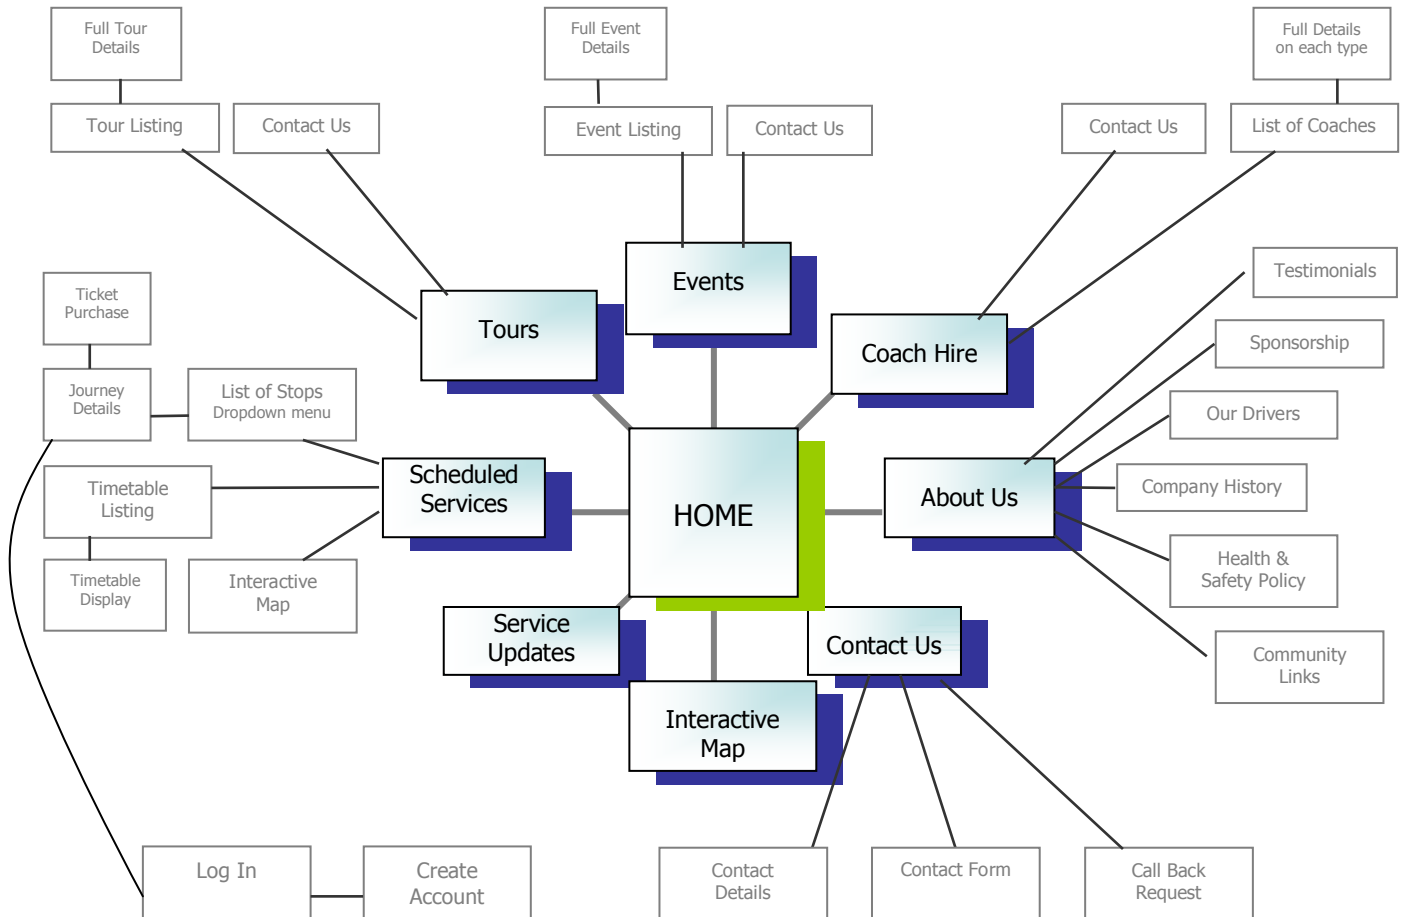 Full Tour
Details
Full Event
Details
Full Details
on each type
Tour Listing
Contact Us
Event Listing
Contact Us
Contact Us
List of Coaches
Events
Testimonials
Ticket
Purchase
Tours
Coach Hire
Sponsorship
Journey
Details
List of Stops
Dropdown menu
Our Drivers
Scheduled
Services
Timetable
Listing
HOME
About Us
Company History
Timetable
Display
Interactive
Map
Health &
Safety Policy
Service
Updates
Contact Us
Community
Links
Interactive
Map
Log In
Create
Account
Contact
Details
Contact Form
Call Back
Request